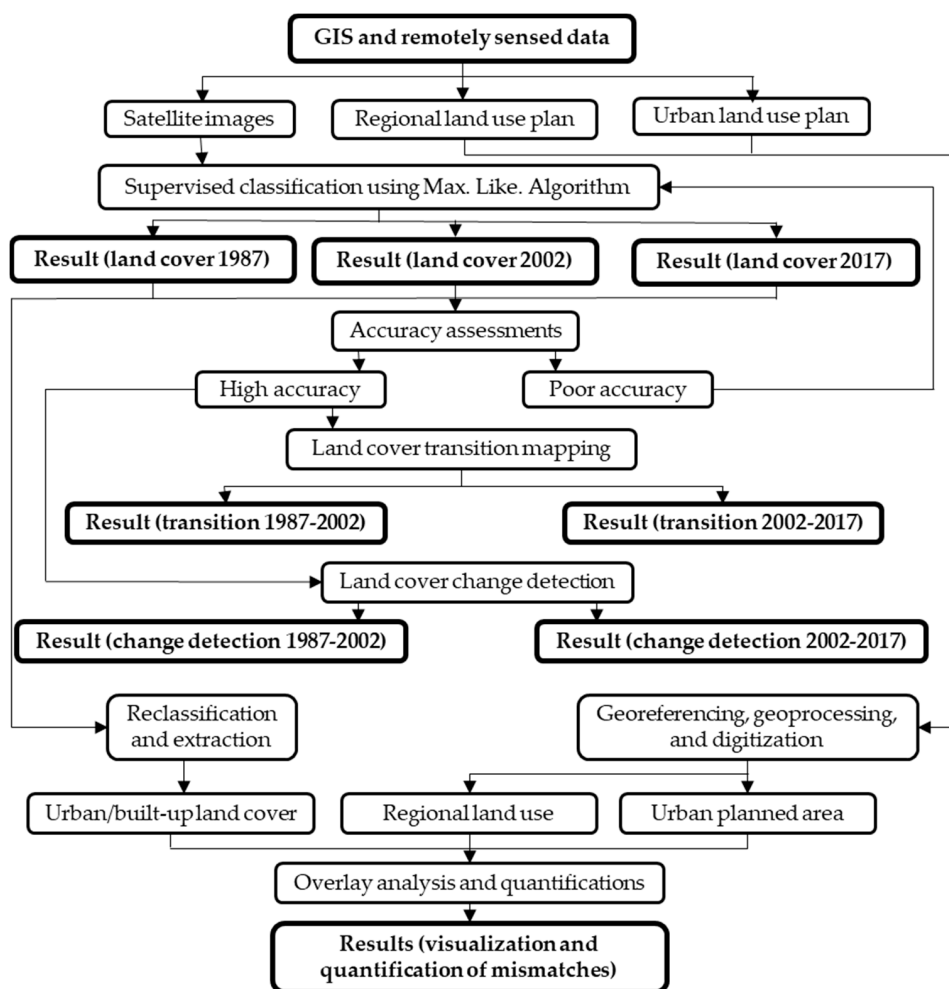 GIS and remotely sensed data
Satellite images
Regional land use plan
Urban land use plan
Supervised classification using Max. Like. Algorithm
Result (land cover 1987)
Result (land cover 2002)
Result (land cover 2017)
Accuracy assessments
High accuracy
Poor accuracy
Land cover transition mapping
Result (transition 1987-2002)
Result (transition 2002-2017)
Land cover change detection
Result (change detection 1987-2002)
Result (change detection 2002-2017)
Reclassification
and extraction
Georeferencing, geoprocessing,
and digitization
Urban/built-up land cover
Regional land use
Urban planned area
Overlay analysis and quantifications
Results (visualization and
quantification of mismatches)